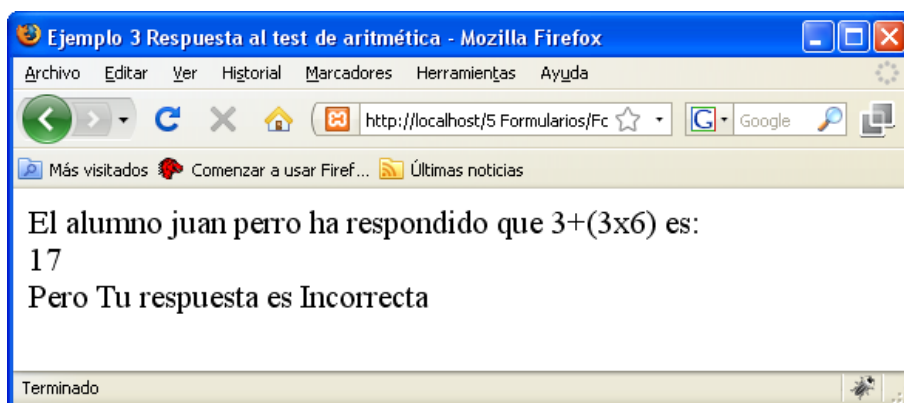 Ejemplo 3 Respuesta al test de aritmética - Mozilla Firefox
Archivo Editar Ver Historial Marcadores Herramientas Ayuda
http://localhost/5 Formularios/Fc G Google
Más visitados Comenzar a usar Firef... Últimas noticias
El alumno juan perro ha respondido que 3+(3x6) es:
17
Pero Tu respuesta es Incorrecta
Terminado